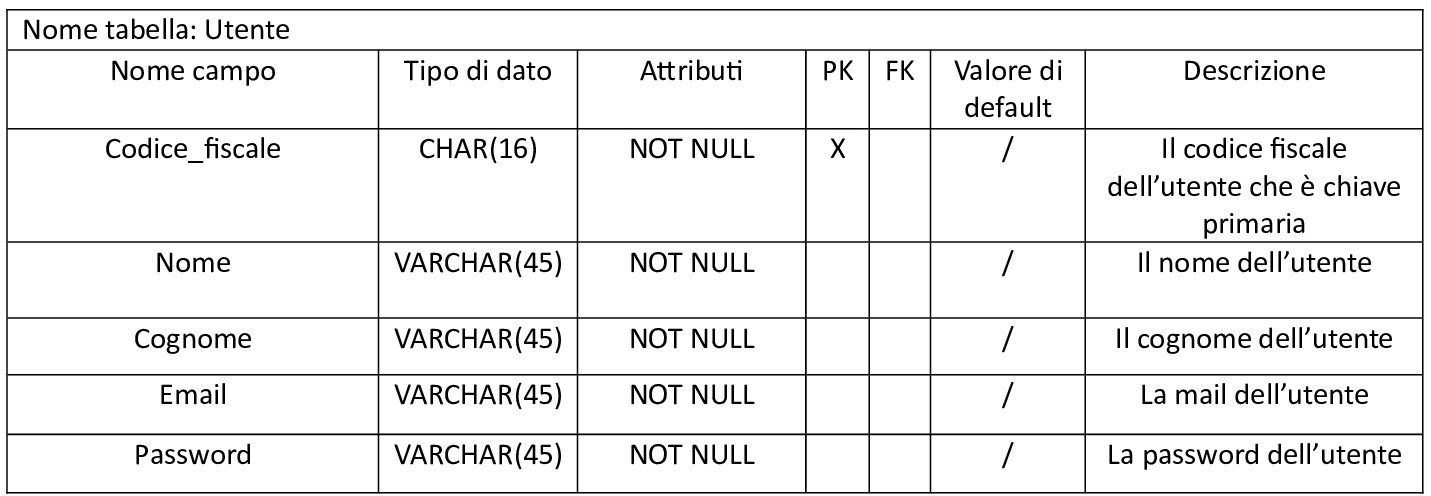 Nome tabella: Utente
Nome campo Tipo di dato Attributi PK FK Valore di default Descrizione
Codice_fiscale CHAR(16) NOT NULL X / Il codice fiscale dell’utente che è chiave primaria
Nome VARCHAR(45) NOT NULL / Il nome dell’utente
Cognome VARCHAR(45) NOT NULL / Il cognome dell’utente
Email VARCHAR(45) NOT NULL / La mail dell’utente
Password VARCHAR(45) NOT NULL / La password dell’utente